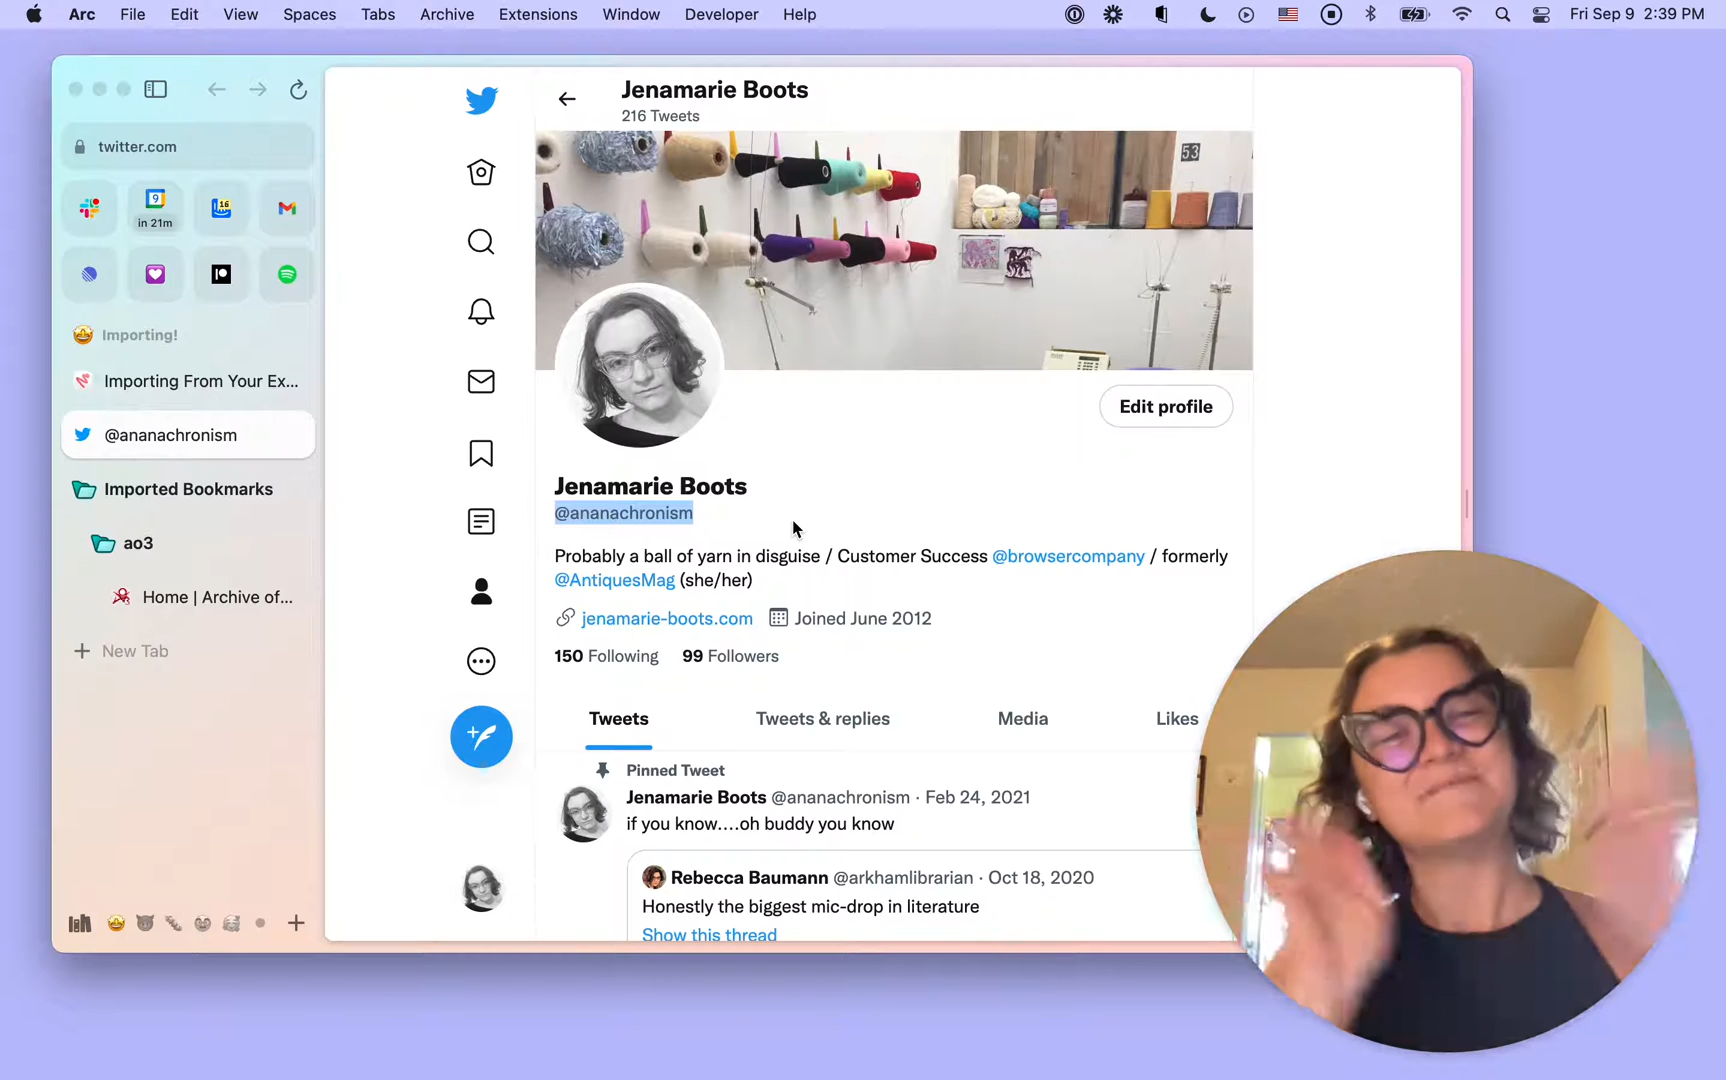 Arc File Edit View Spaces Tabs Archive Extensions Window Developer Help
Fri Sep 9 2:39 PM
twitter.com
9
16
in 21m
Importing!
Importing From Your Ex...
@ananachronism
Imported Bookmarks
ao3
Home | Archive of...
New Tab
Jenamarie Boots
216 Tweets
53
Edit profile
Jenamarie Boots
@ananachronism
Probably a ball of yarn in disguise / Customer Success @browsercompany / formerly
@AntiquesMag (she/her)
jenamarie-boots.com Joined June 2012
150 Following 99 Followers
Tweets Tweets & replies Media Likes
Pinned Tweet
Jenamarie Boots @ananachronism · Feb 24, 2021
if you know....oh buddy you know
Rebecca Baumann @arkhamlibrarian · Oct 18, 2020
Honestly the biggest mic-drop in literature
Show this thread